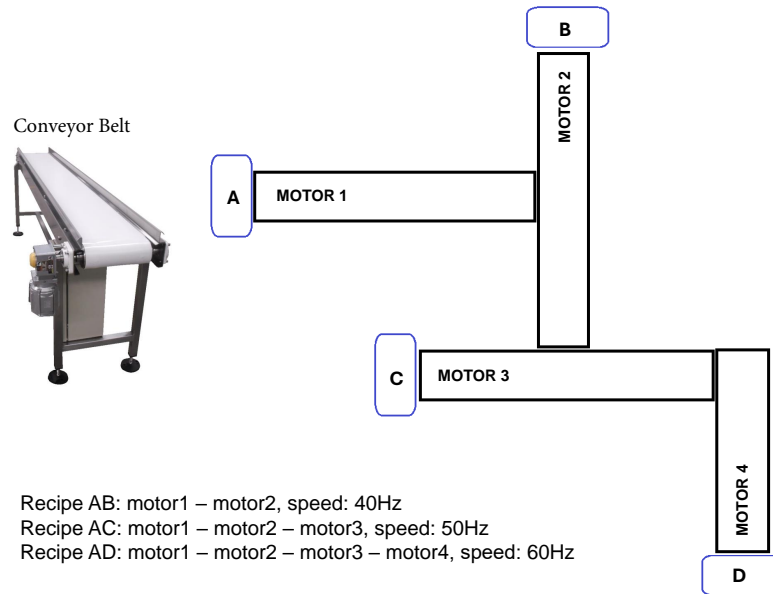 B
MOTOR 2
Conveyor Belt
A
MOTOR 1
C
MOTOR 3
MOTOR 4
Recipe AB: motor1 – motor2, speed: 40Hz
Recipe AC: motor1 – motor2 – motor3, speed: 50Hz
Recipe AD: motor1 – motor2 – motor3 – motor4, speed: 60Hz
D